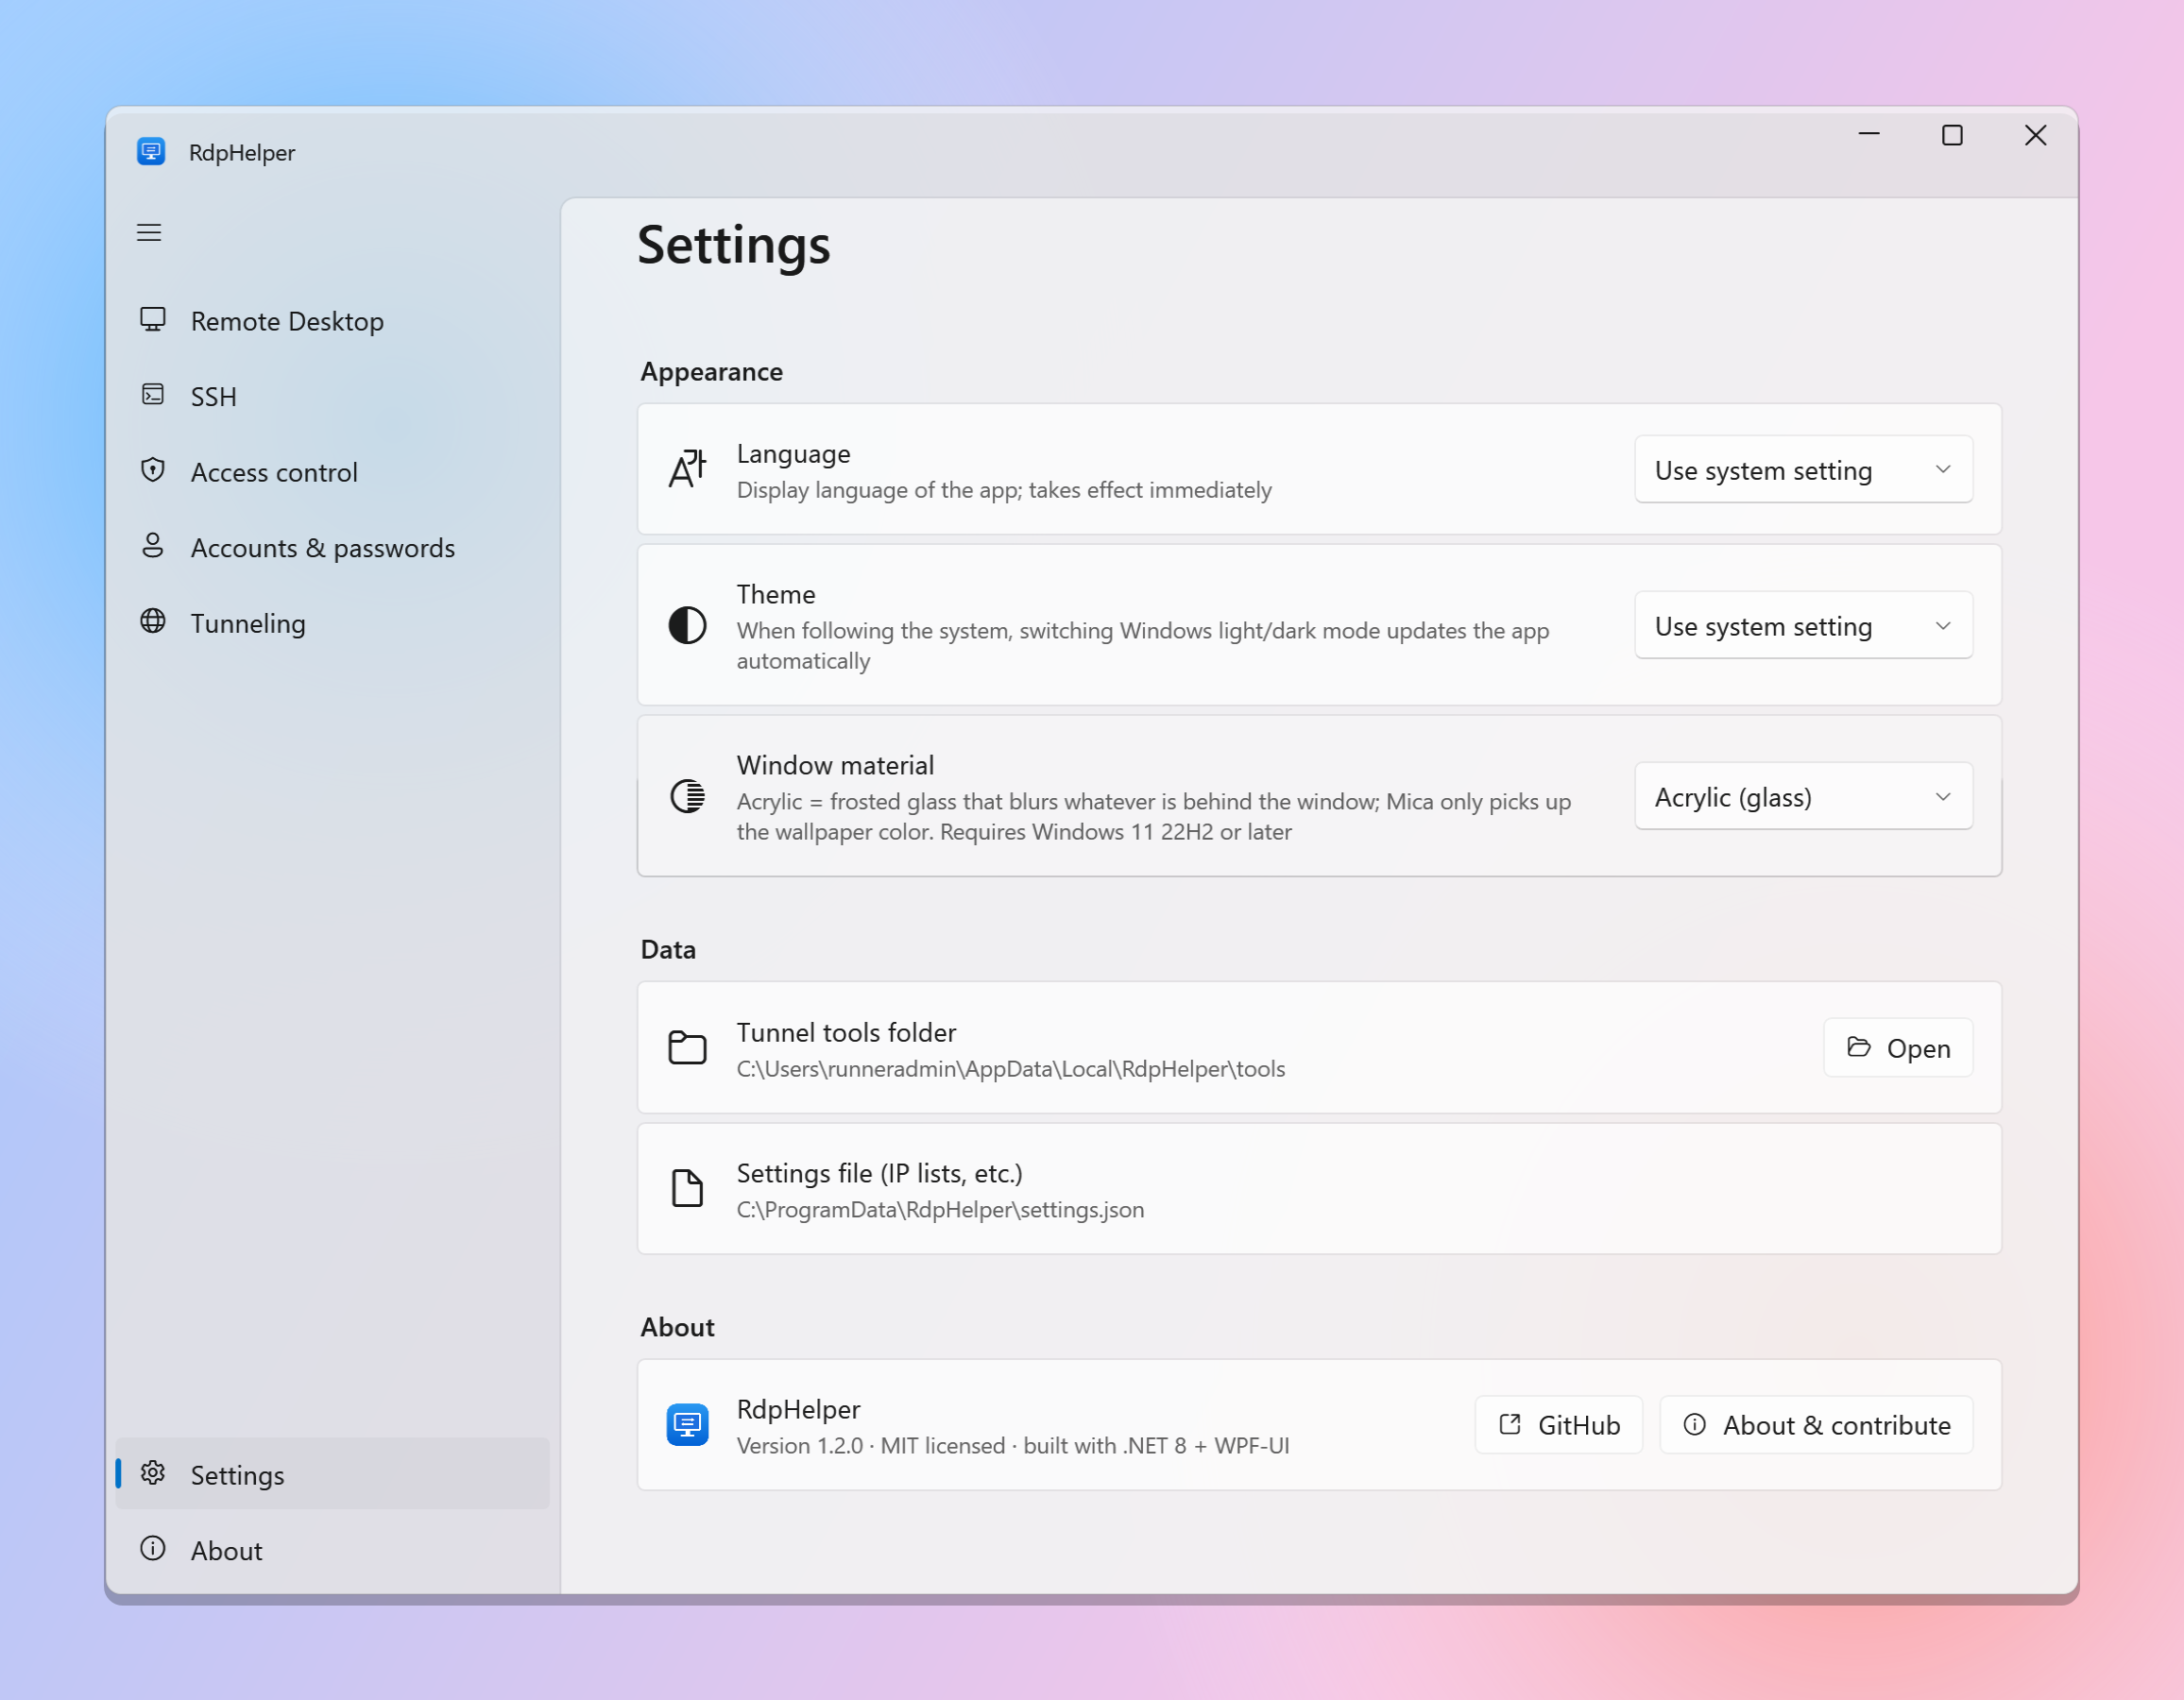 RdpHelper
Remote Desktop
SSH
Access control
Accounts & passwords
Tunneling
Settings
About
Settings
Appearance
Language
Display language of the app; takes effect immediately
Use system setting
Theme
When following the system, switching Windows light/dark mode updates the app
automatically
Use system setting
Window material
Acrylic = frosted glass that blurs whatever is behind the window; Mica only picks up
the wallpaper color. Requires Windows 11 22H2 or later
Acrylic (glass)
Data
Tunnel tools folder
C:\Users\runneradmin\AppData\Local\RdpHelper\tools
Open
Settings file (IP lists, etc.)
C:\ProgramData\RdpHelper\settings.json
About
RdpHelper
Version 1.2.0 · MIT licensed · built with .NET 8 + WPF-UI
GitHub
About & contribute